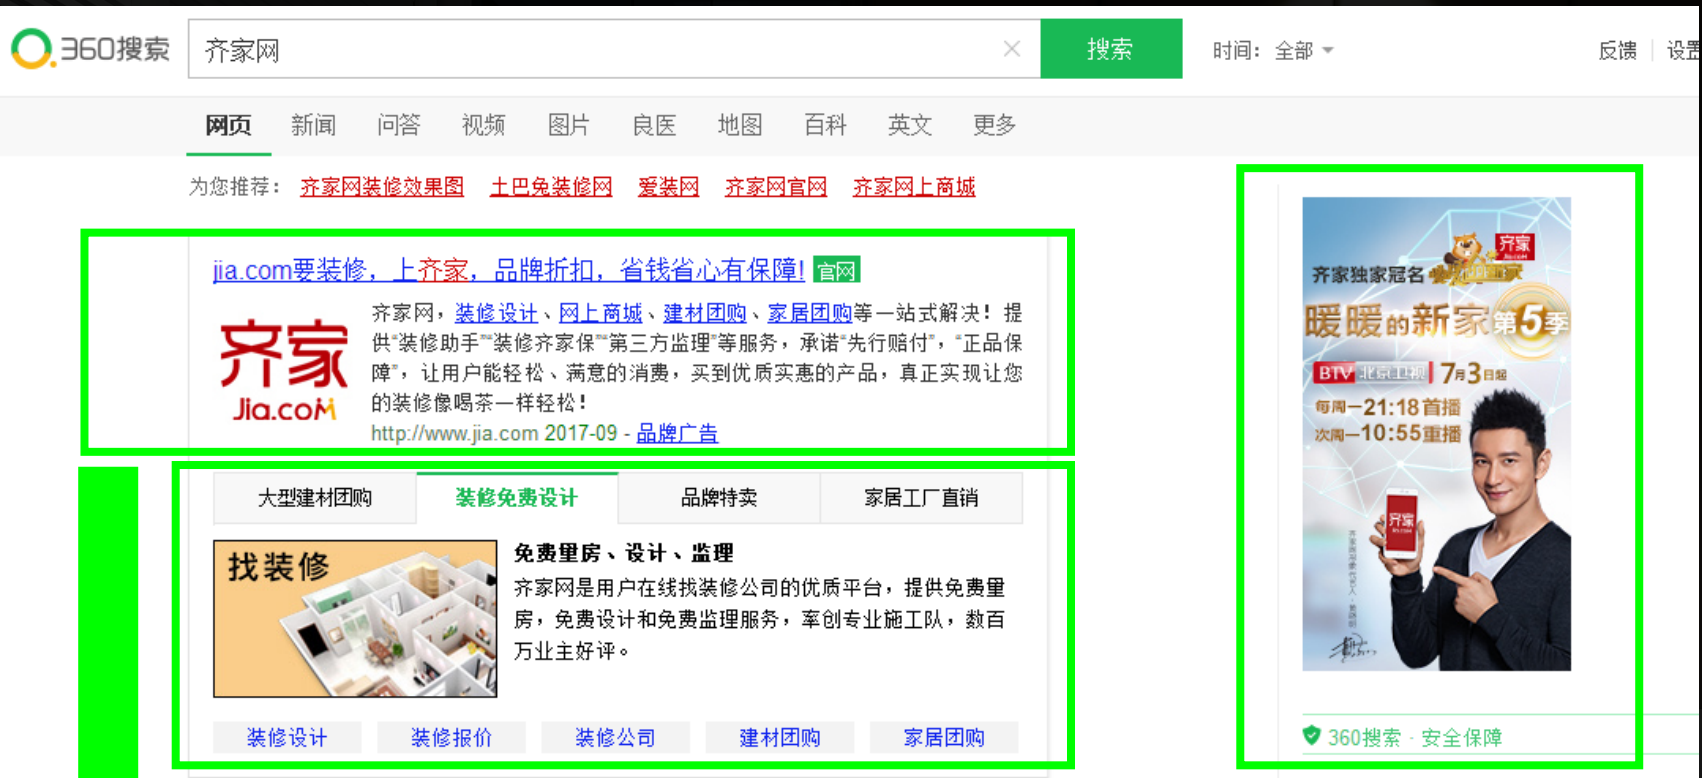 360搜索
齐家网
搜索
时间: 全部
反馈
设置
网页 新闻 问答 视频 图片 良医 地图 百科 英文 更多
为您推荐: 齐家网装修效果图 土巴兔装修网 爱装网 齐家网官网 齐家网上商城
jia.com要装修，上齐家，品牌折扣，省钱省心有保障! 官网
齐家
Jia.com
齐家网，装修设计、网上商城、建材团购、家居团购等一站式解决！提
供“装修助手”“装修齐家保”“第三方监理”等服务，承诺“先行赔付”，“正品保
障”，让用户能轻松、满意的消费，买到优质实惠的产品，真正实现让您
的装修像喝茶一样轻松！
http://www.jia.com 2017-09 - 品牌广告
大型建材团购 装修免费设计 品牌特卖 家居工厂直销
找装修
免费量房、设计、监理
齐家网是用户在线找装修公司的优质平台，提供免费量
房，免费设计和免费监理服务，率创专业施工队，数百
万业主好评。
装修设计 装修报价 装修公司 建材团购 家居团购
齐家
Jia.com
齐家独家冠名
暖暖的新家第5季
BTV 北京卫视 7月3日起
每周一21:18首播
次周一10:55重播
齐家
360搜索 · 安全保障